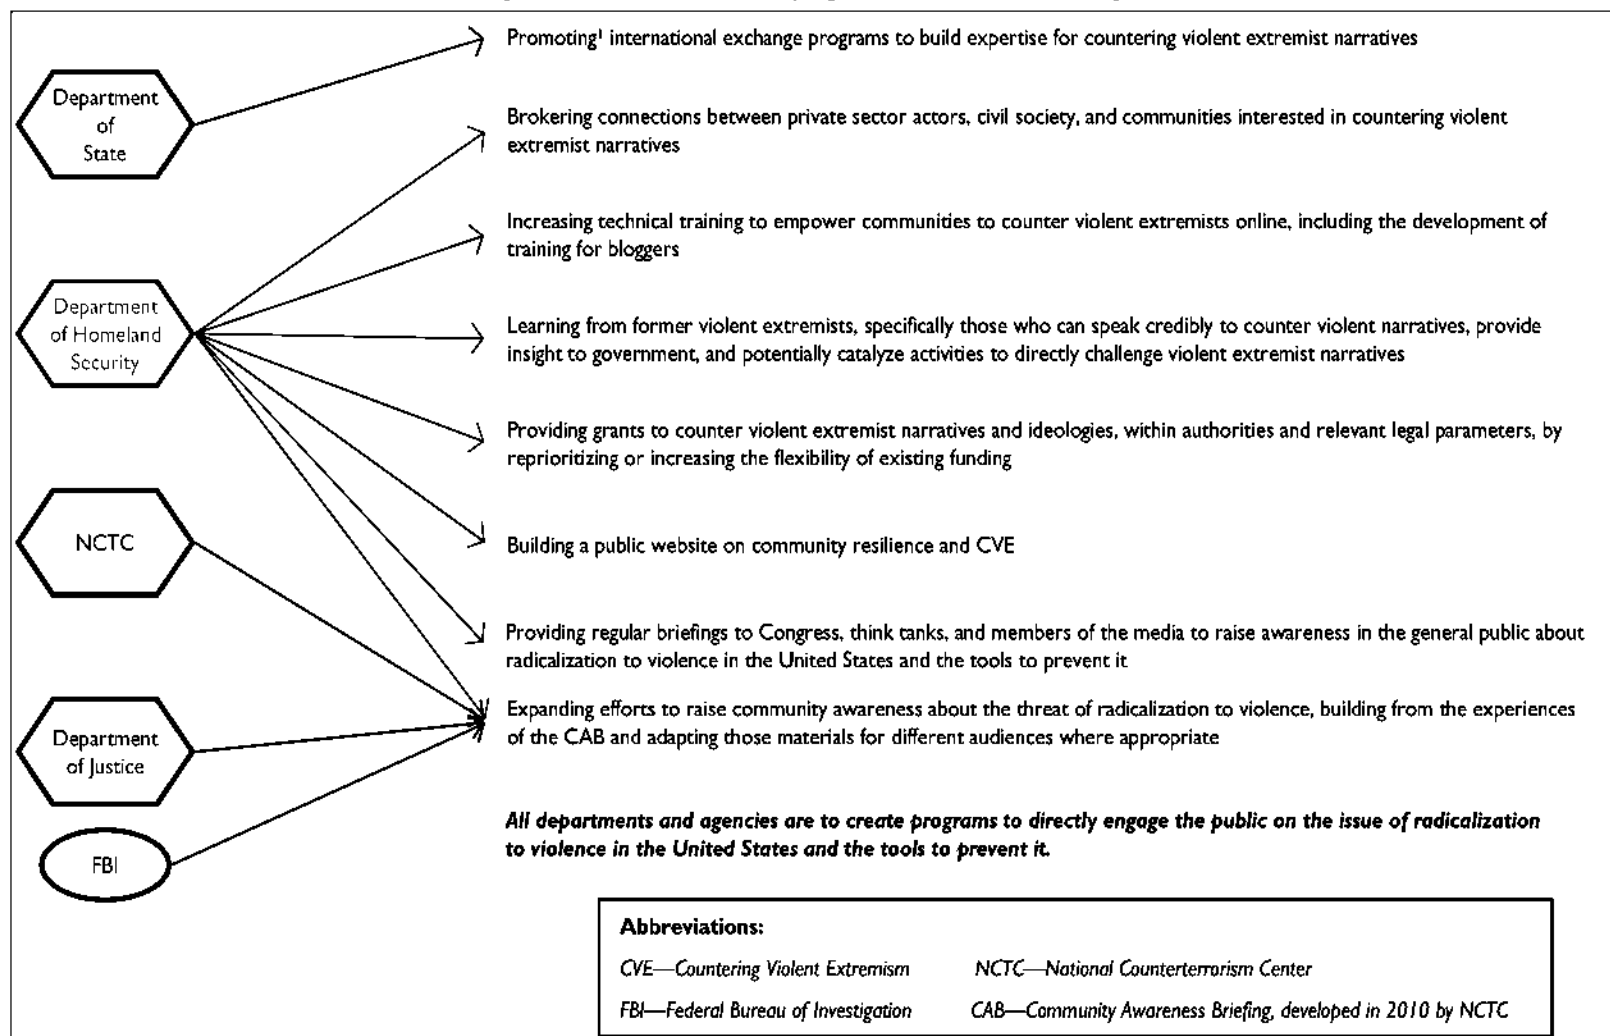 Promoting¹ international exchange programs to build expertise for countering violent extremist narratives
Department
of
State
Brokering connections between private sector actors, civil society, and communities interested in countering violent
extremist narratives
Increasing technical training to empower communities to counter violent extremists online, including the development of
training for bloggers
Department
of Homeland
Security
Learning from former violent extremists, specifically those who can speak credibly to counter violent narratives, provide
insight to government, and potentially catalyze activities to directly challenge violent extremist narratives
Providing grants to counter violent extremist narratives and ideologies, within authorities and relevant legal parameters, by
reprioritizing or increasing the flexibility of existing funding
NCTC
Building a public website on community resilience and CVE
Providing regular briefings to Congress, think tanks, and members of the media to raise awareness in the general public about
radicalization to violence in the United States and the tools to prevent it
Department
of Justice
Expanding efforts to raise community awareness about the threat of radicalization to violence, building from the experiences
of the CAB and adapting those materials for different audiences where appropriate
All departments and agencies are to create programs to directly engage the public on the issue of radicalization
to violence in the United States and the tools to prevent it.
FBI
Abbreviations:
CVE—Countering Violent Extremism NCTC—National Counterterrorism Center
FBI—Federal Bureau of Investigation CAB—Community Awareness Briefing, developed in 2010 by NCTC